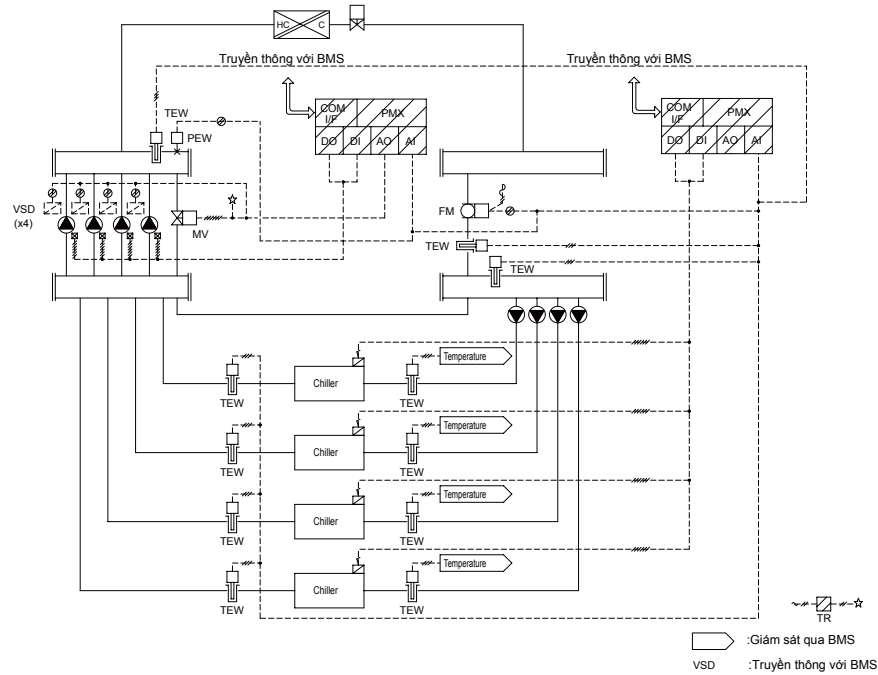 HC C
Truyền thông với BMS
Truyền thông với BMS
TEW
PEW
COM I/F
PMX
DO DI AO AI
COM I/F
PMX
DO DI AO AI
VSD
(x4)
MV
FM
TEW
TEW
Temperature
Chiller
TEW
TEW
Temperature
Chiller
TEW
TEW
Temperature
Chiller
TEW
TEW
Temperature
Chiller
TEW
TEW
TR
:Giám sát qua BMS
VSD :Truyền thông với BMS